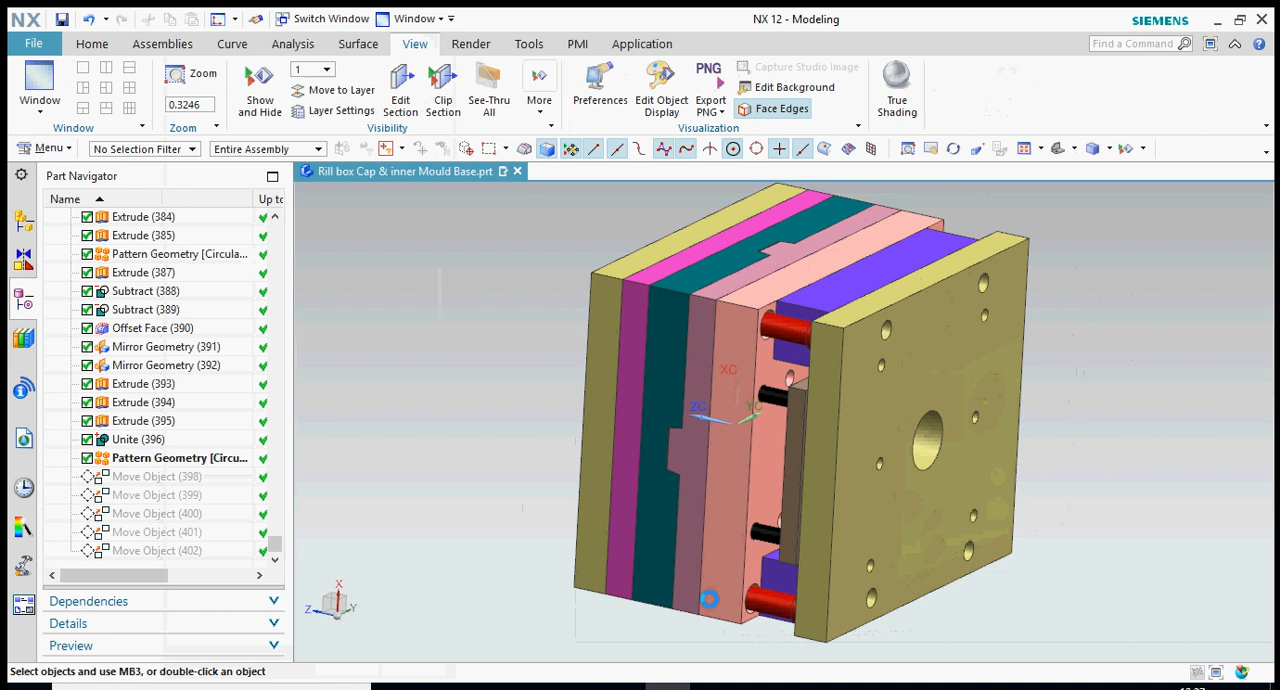 NX Switch Window Window NX 12 - Modeling SIEMENS
File Home Assemblies Curve Analysis Surface View Render Tools PMI Application Find a Command
Window
Zoom
0.3246
Show and Hide
1
Move to Layer
Layer Settings
Edit Section
Clip Section
See-Thru All
More
Preferences
Edit Object Display
PNG
Export PNG
Capture Studio Image
Edit Background
Face Edges
True Shading
Window Zoom Visibility Visualization
Menu No Selection Filter Entire Assembly
Part Navigator
Rill box Cap & inner Mould Base.prt
Name Up tc
Extrude (384)
Extrude (385)
Pattern Geometry [Circula...
Extrude (387)
Subtract (388)
Subtract (389)
Offset Face (390)
Mirror Geometry (391)
Mirror Geometry (392)
Extrude (393)
Extrude (394)
Extrude (395)
Unite (396)
Pattern Geometry [Circu...
Move Object (398)
Move Object (399)
Move Object (400)
Move Object (401)
Move Object (402)
Dependencies
Details
Preview
XC
ZC YC
X
Z Y
Select objects and use MB3, or double-click an object